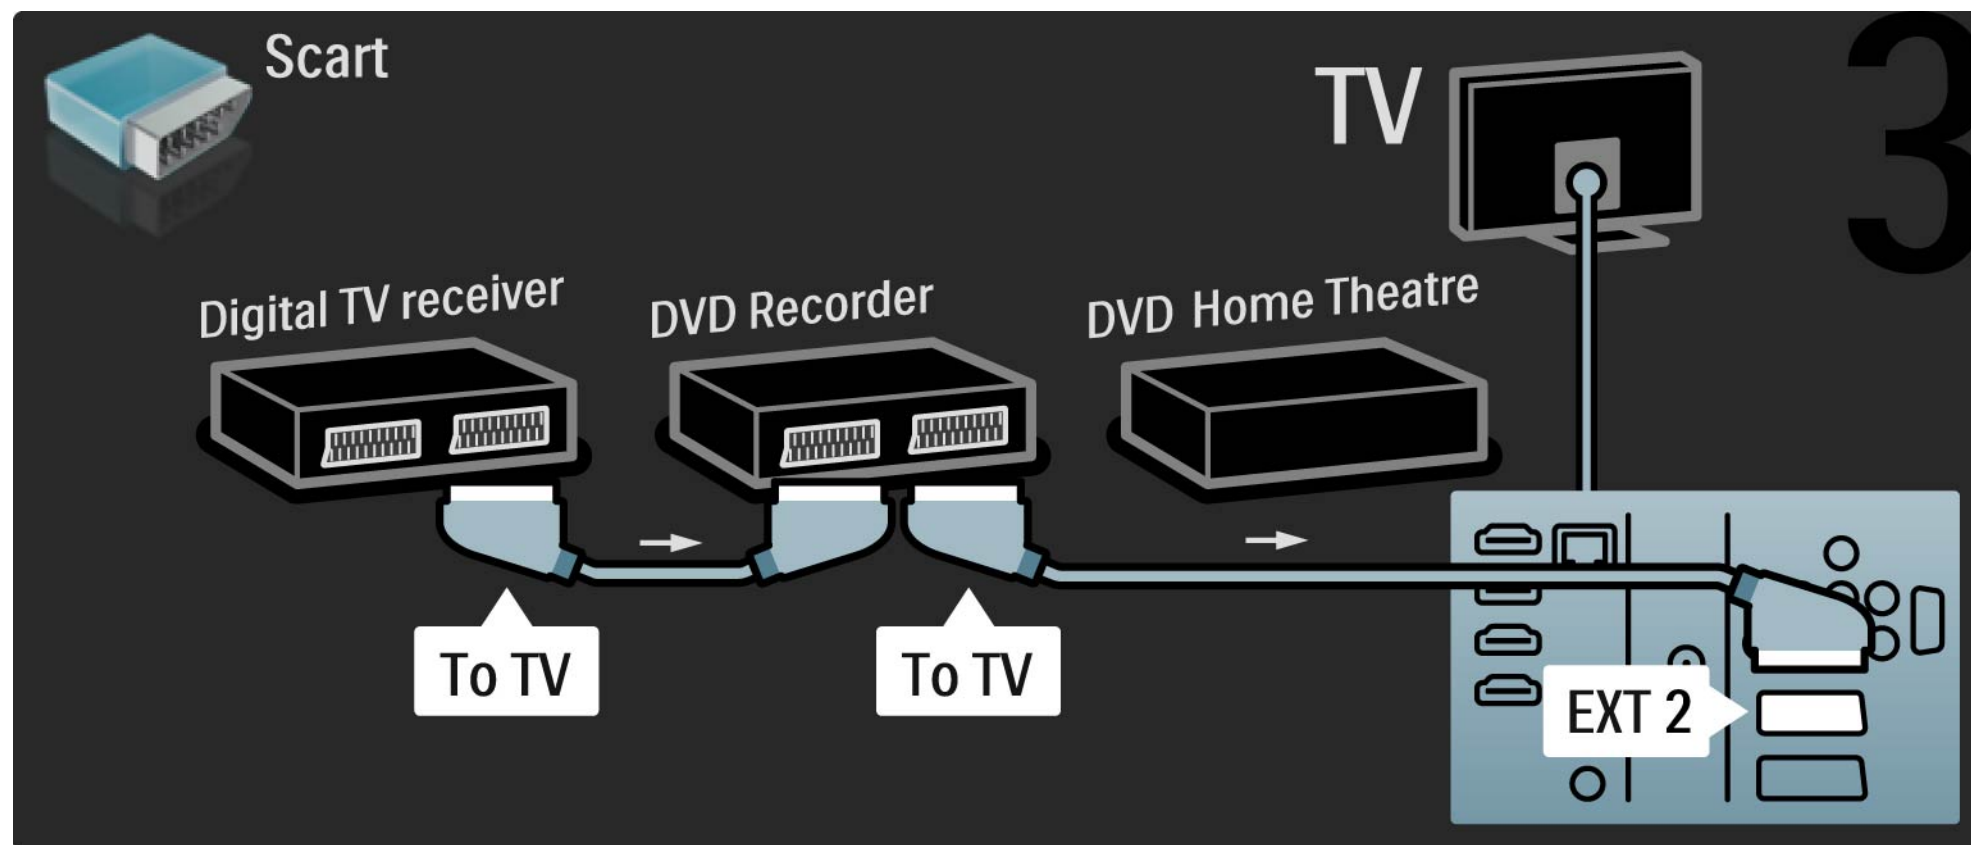 Scart
TV
3
Digital TV receiver
DVD Recorder
DVD Home Theatre
To TV
To TV
EXT 2